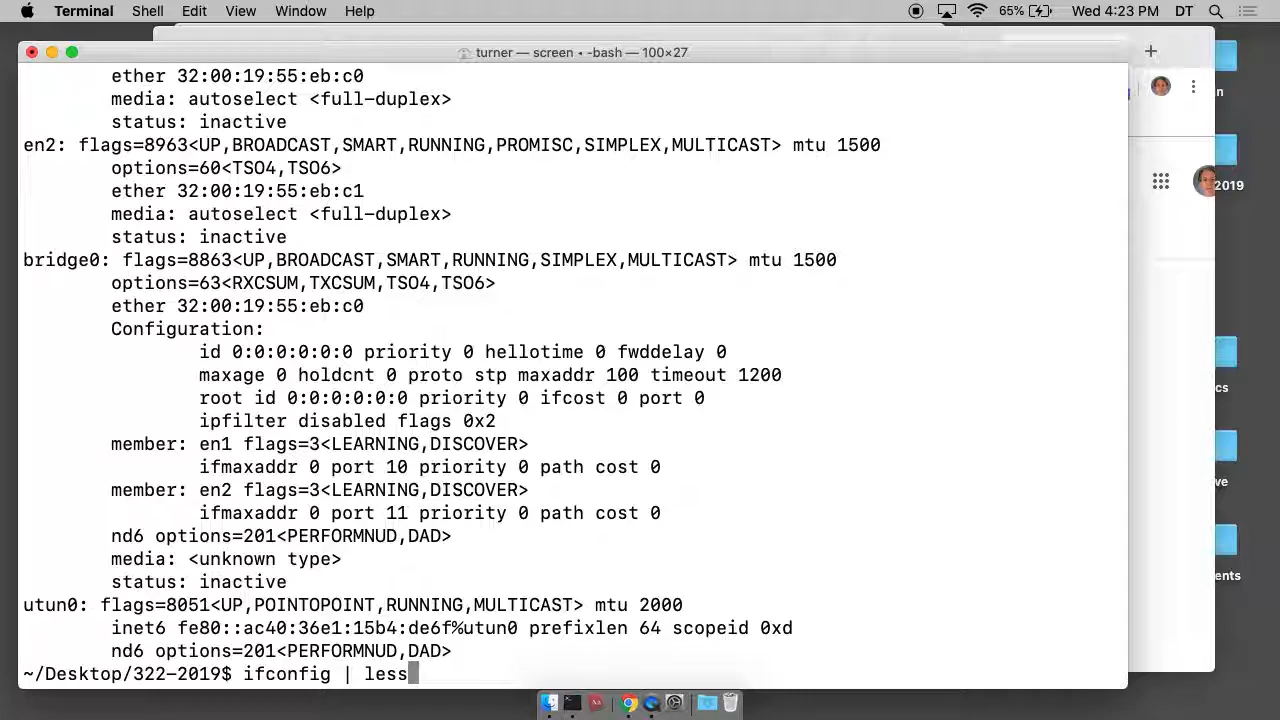 Terminal Shell Edit View Window Help 65% Wed 4:23 PM DT
turner — screen • -bash — 100×27
ether 32:00:19:55:eb:c0
media: autoselect <full-duplex>
status: inactive
en2: flags=8963<UP,BROADCAST,SMART,RUNNING,PROMISC,SIMPLEX,MULTICAST> mtu 1500
options=60<TSO4,TSO6>
ether 32:00:19:55:eb:c1
media: autoselect <full-duplex>
status: inactive
bridge0: flags=8863<UP,BROADCAST,SMART,RUNNING,SIMPLEX,MULTICAST> mtu 1500
options=63<RXCSUM,TXCSUM,TSO4,TSO6>
ether 32:00:19:55:eb:c0
Configuration:
id 0:0:0:0:0:0 priority 0 hellotime 0 fwddelay 0
maxage 0 holdcnt 0 proto stp maxaddr 100 timeout 1200
root id 0:0:0:0:0:0 priority 0 ifcost 0 port 0
ipfilter disabled flags 0x2
member: en1 flags=3<LEARNING,DISCOVER>
ifmaxaddr 0 port 10 priority 0 path cost 0
member: en2 flags=3<LEARNING,DISCOVER>
ifmaxaddr 0 port 11 priority 0 path cost 0
nd6 options=201<PERFORMNUD,DAD>
media: <unknown type>
status: inactive
utun0: flags=8051<UP,POINTOPOINT,RUNNING,MULTICAST> mtu 2000
inet6 fe80::ac40:36e1:15b4:de6f%utun0 prefixlen 64 scopeid 0xd
nd6 options=201<PERFORMNUD,DAD>
~/Desktop/322-2019$ ifconfig | less
n
2019
cs
ve
ents